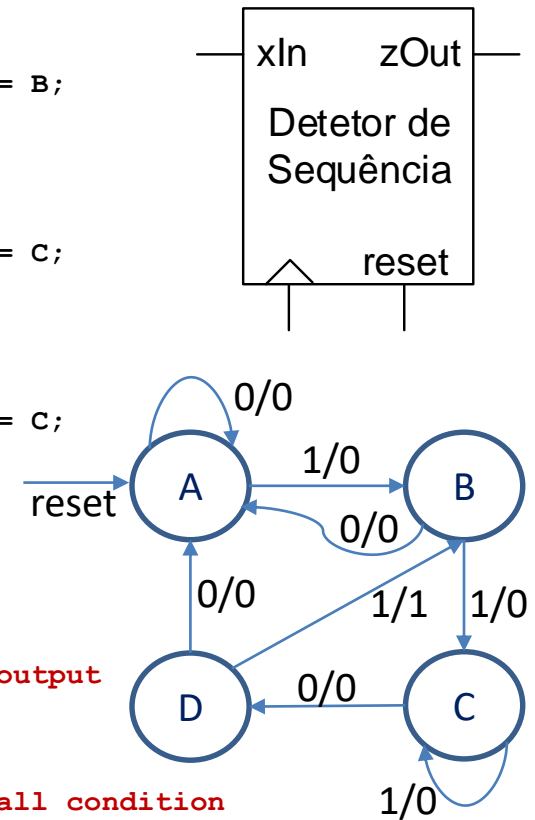 = B;
xIn zOut
Detetor de
Sequência
= C;
reset
= C;
0/0
1/0
A
B
reset
0/0
0/0
1/1
1/0
output
D
0/0
C
all condition
1/0